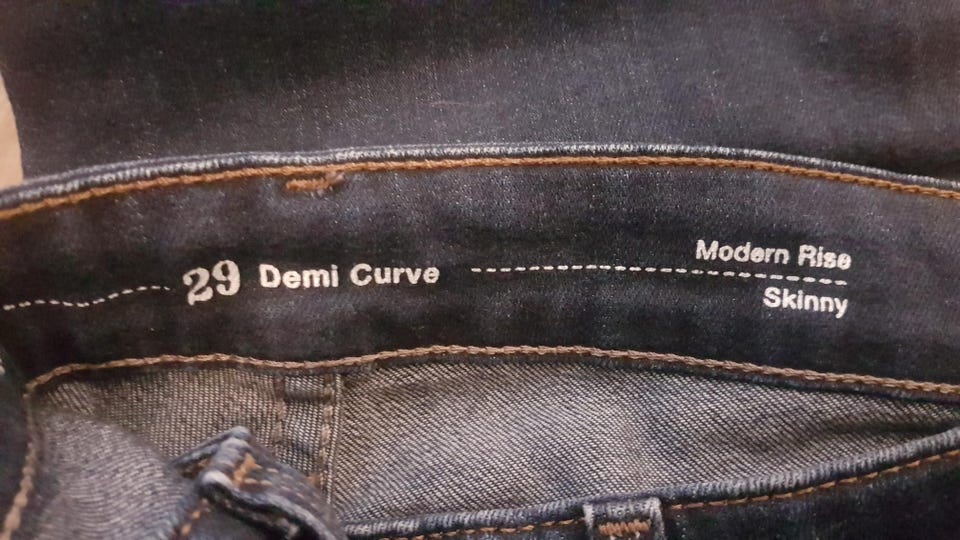 29 Demi Curve
Modern Rise
Skinny